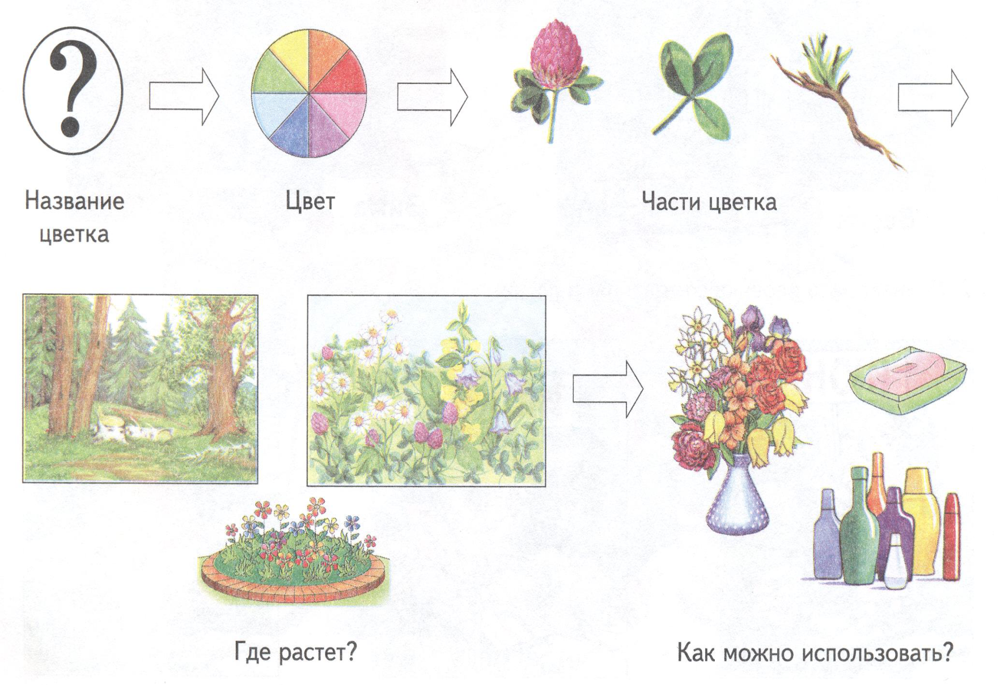 ?
Название
цветка
Цвет
Части цветка
Где растет?
Как можно использовать?